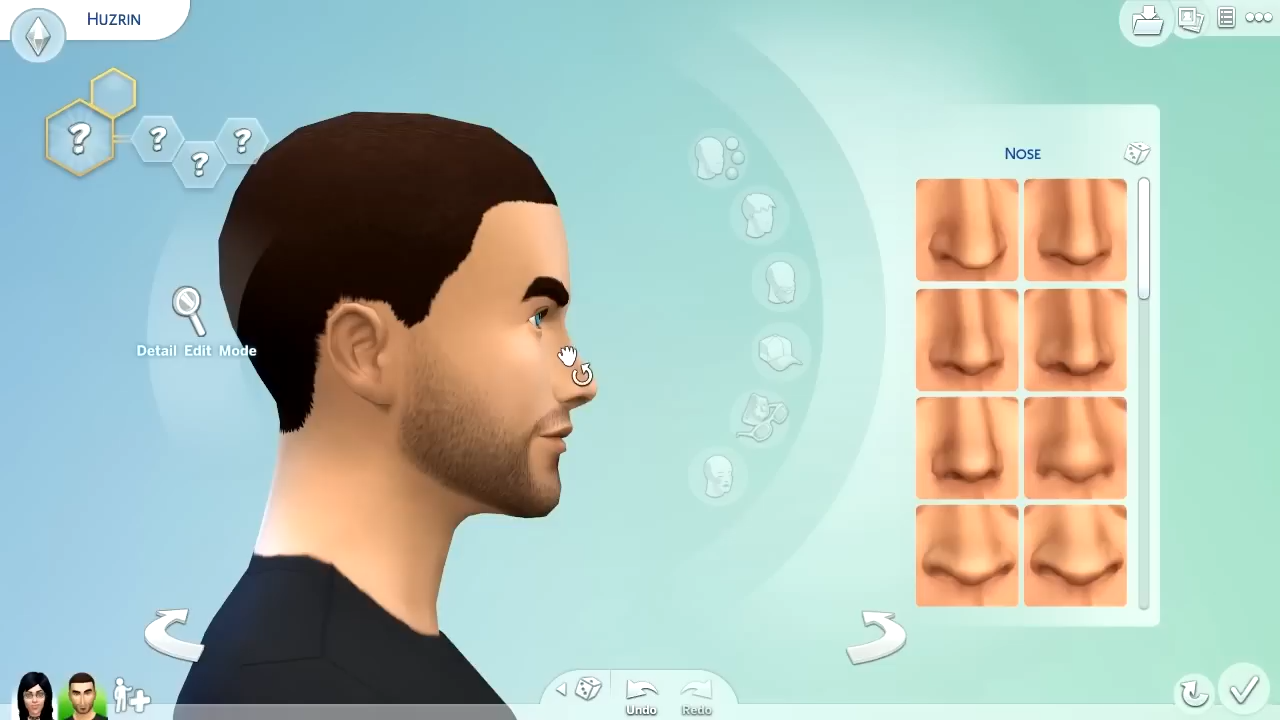 HUZRIN
?
?
?
?
NOSE
Detail Edit Mode
Undo
Redo